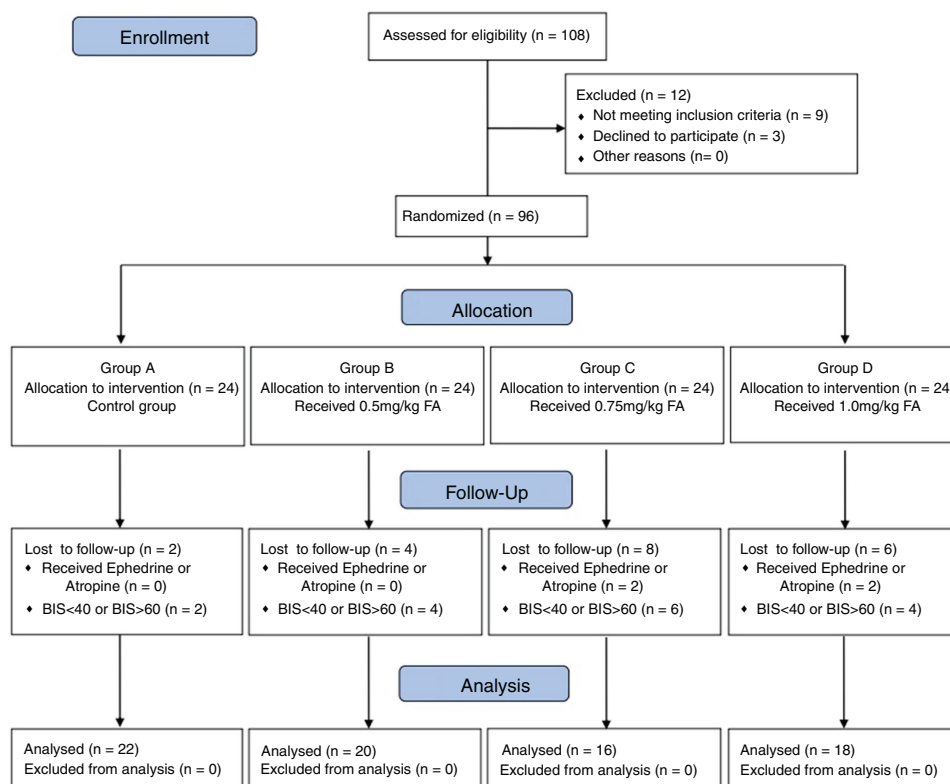 Enrollment
Assessed for eligibility (n = 108)
Excluded (n = 12)
♦ Not meeting inclusion criteria (n = 9)
♦ Declined to participate (n = 3)
♦ Other reasons (n= 0)
Randomized (n = 96)
Allocation
Group A
Allocation to intervention (n = 24)
Control group
Group B
Allocation to intervention (n = 24)
Received 0.5mg/kg FA
Group C
Allocation to intervention (n = 24)
Received 0.75mg/kg FA
Group D
Allocation to intervention (n = 24
Received 1.0mg/kg FA
Follow-Up
Lost to follow-up (n = 2)
♦ Received Ephedrine or
Atropine (n = 0)
♦ BIS<40 or BIS>60 (n = 2)
Lost to follow-up (n = 4)
♦ Received Ephedrine or
Atropine (n = 0)
♦ BIS<40 or BIS>60 (n = 4)
Lost to follow-up (n = 8)
♦ Received Ephedrine or
Atropine (n = 2)
♦ BIS<40 or BIS>60 (n = 6)
Lost to follow-up (n = 6)
♦ Received Ephedrine or
Atropine (n = 2)
♦ BIS<40 or BIS>60 (n = 4)
Analysis
Analysed (n = 22)
Excluded from analysis (n = 0)
Analysed (n = 20)
Excluded from analysis (n = 0)
Analysed (n = 16)
Excluded from analysis (n = 0)
Analysed (n = 18)
Excluded from analysis (n = 0)